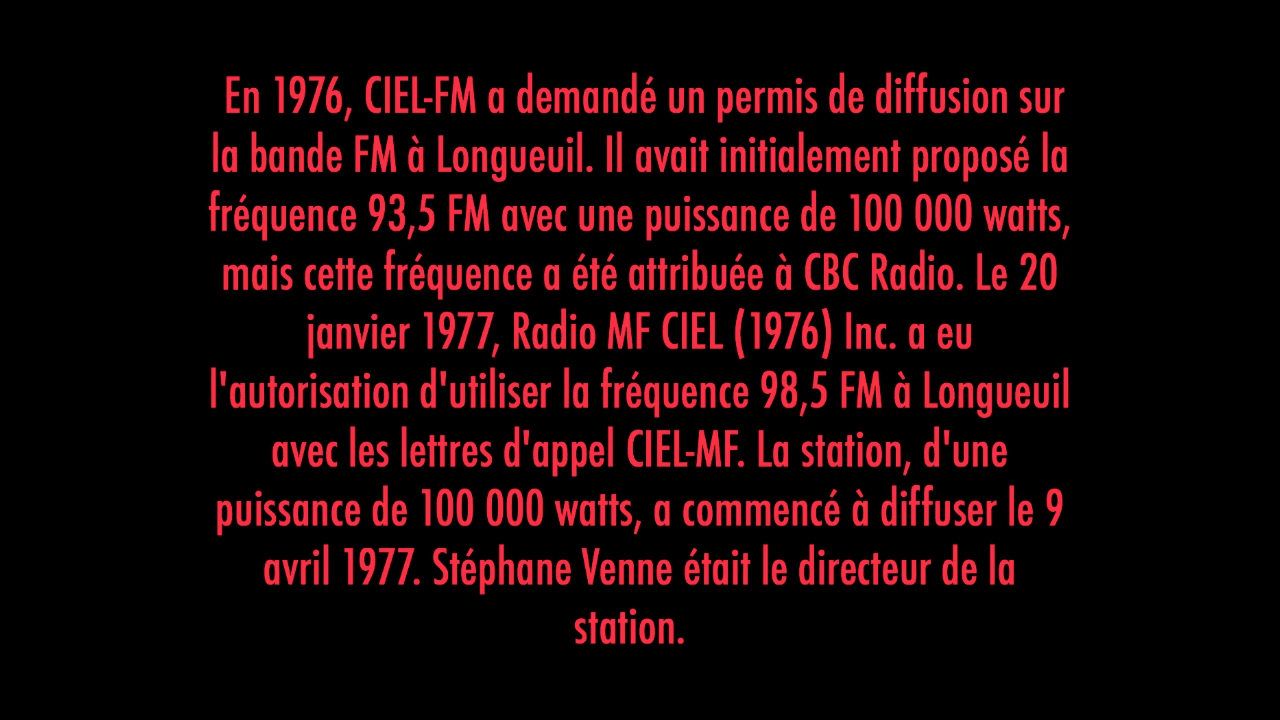 En 1976, CIEL-FM a demandé un permis de diffusion sur
la bande FM à Longueuil. Il avait initialement proposé la
fréquence 93,5 FM avec une puissance de 100 000 watts,
mais cette fréquence a été attribuée à CBC Radio. Le 20
janvier 1977, Radio MF CIEL (1976) Inc. a eu
l'autorisation d'utiliser la fréquence 98,5 FM à Longueuil
avec les lettres d'appel CIEL-MF. La station, d'une
puissance de 100 000 watts, a commencé à diffuser le 9
avril 1977. Stéphane Venne était le directeur de la
station.